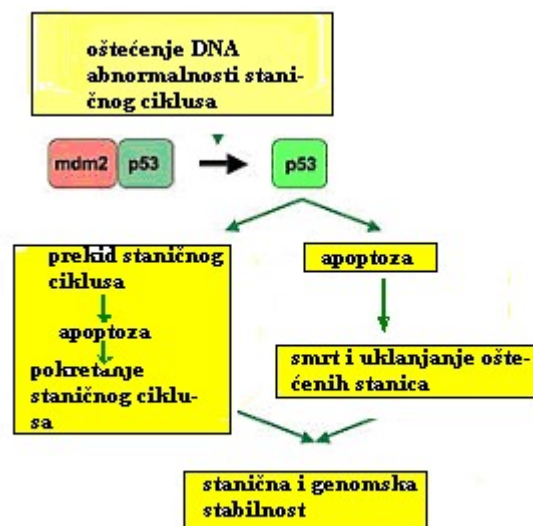 oštećenje DNA
abnormalnosti stani-
čnog ciklusa
mdm2 p53
p53
prekid staničnog
ciklusa
apoptoza
pokretanje
staničnog ciklu-
sa
apoptoza
smrt i uklanjanje ošte-
ćenih stanica
stanična i genomska
stabilnost